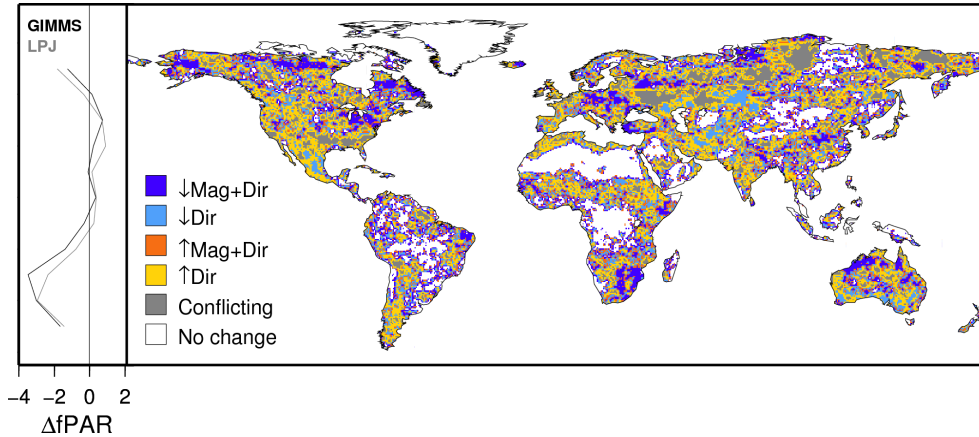 GIMMS
LPJ
↓Mag+Dir
↓Dir
↑Mag+Dir
↑Dir
Conflicting
No change
−4 −2 0 2
ΔfPAR